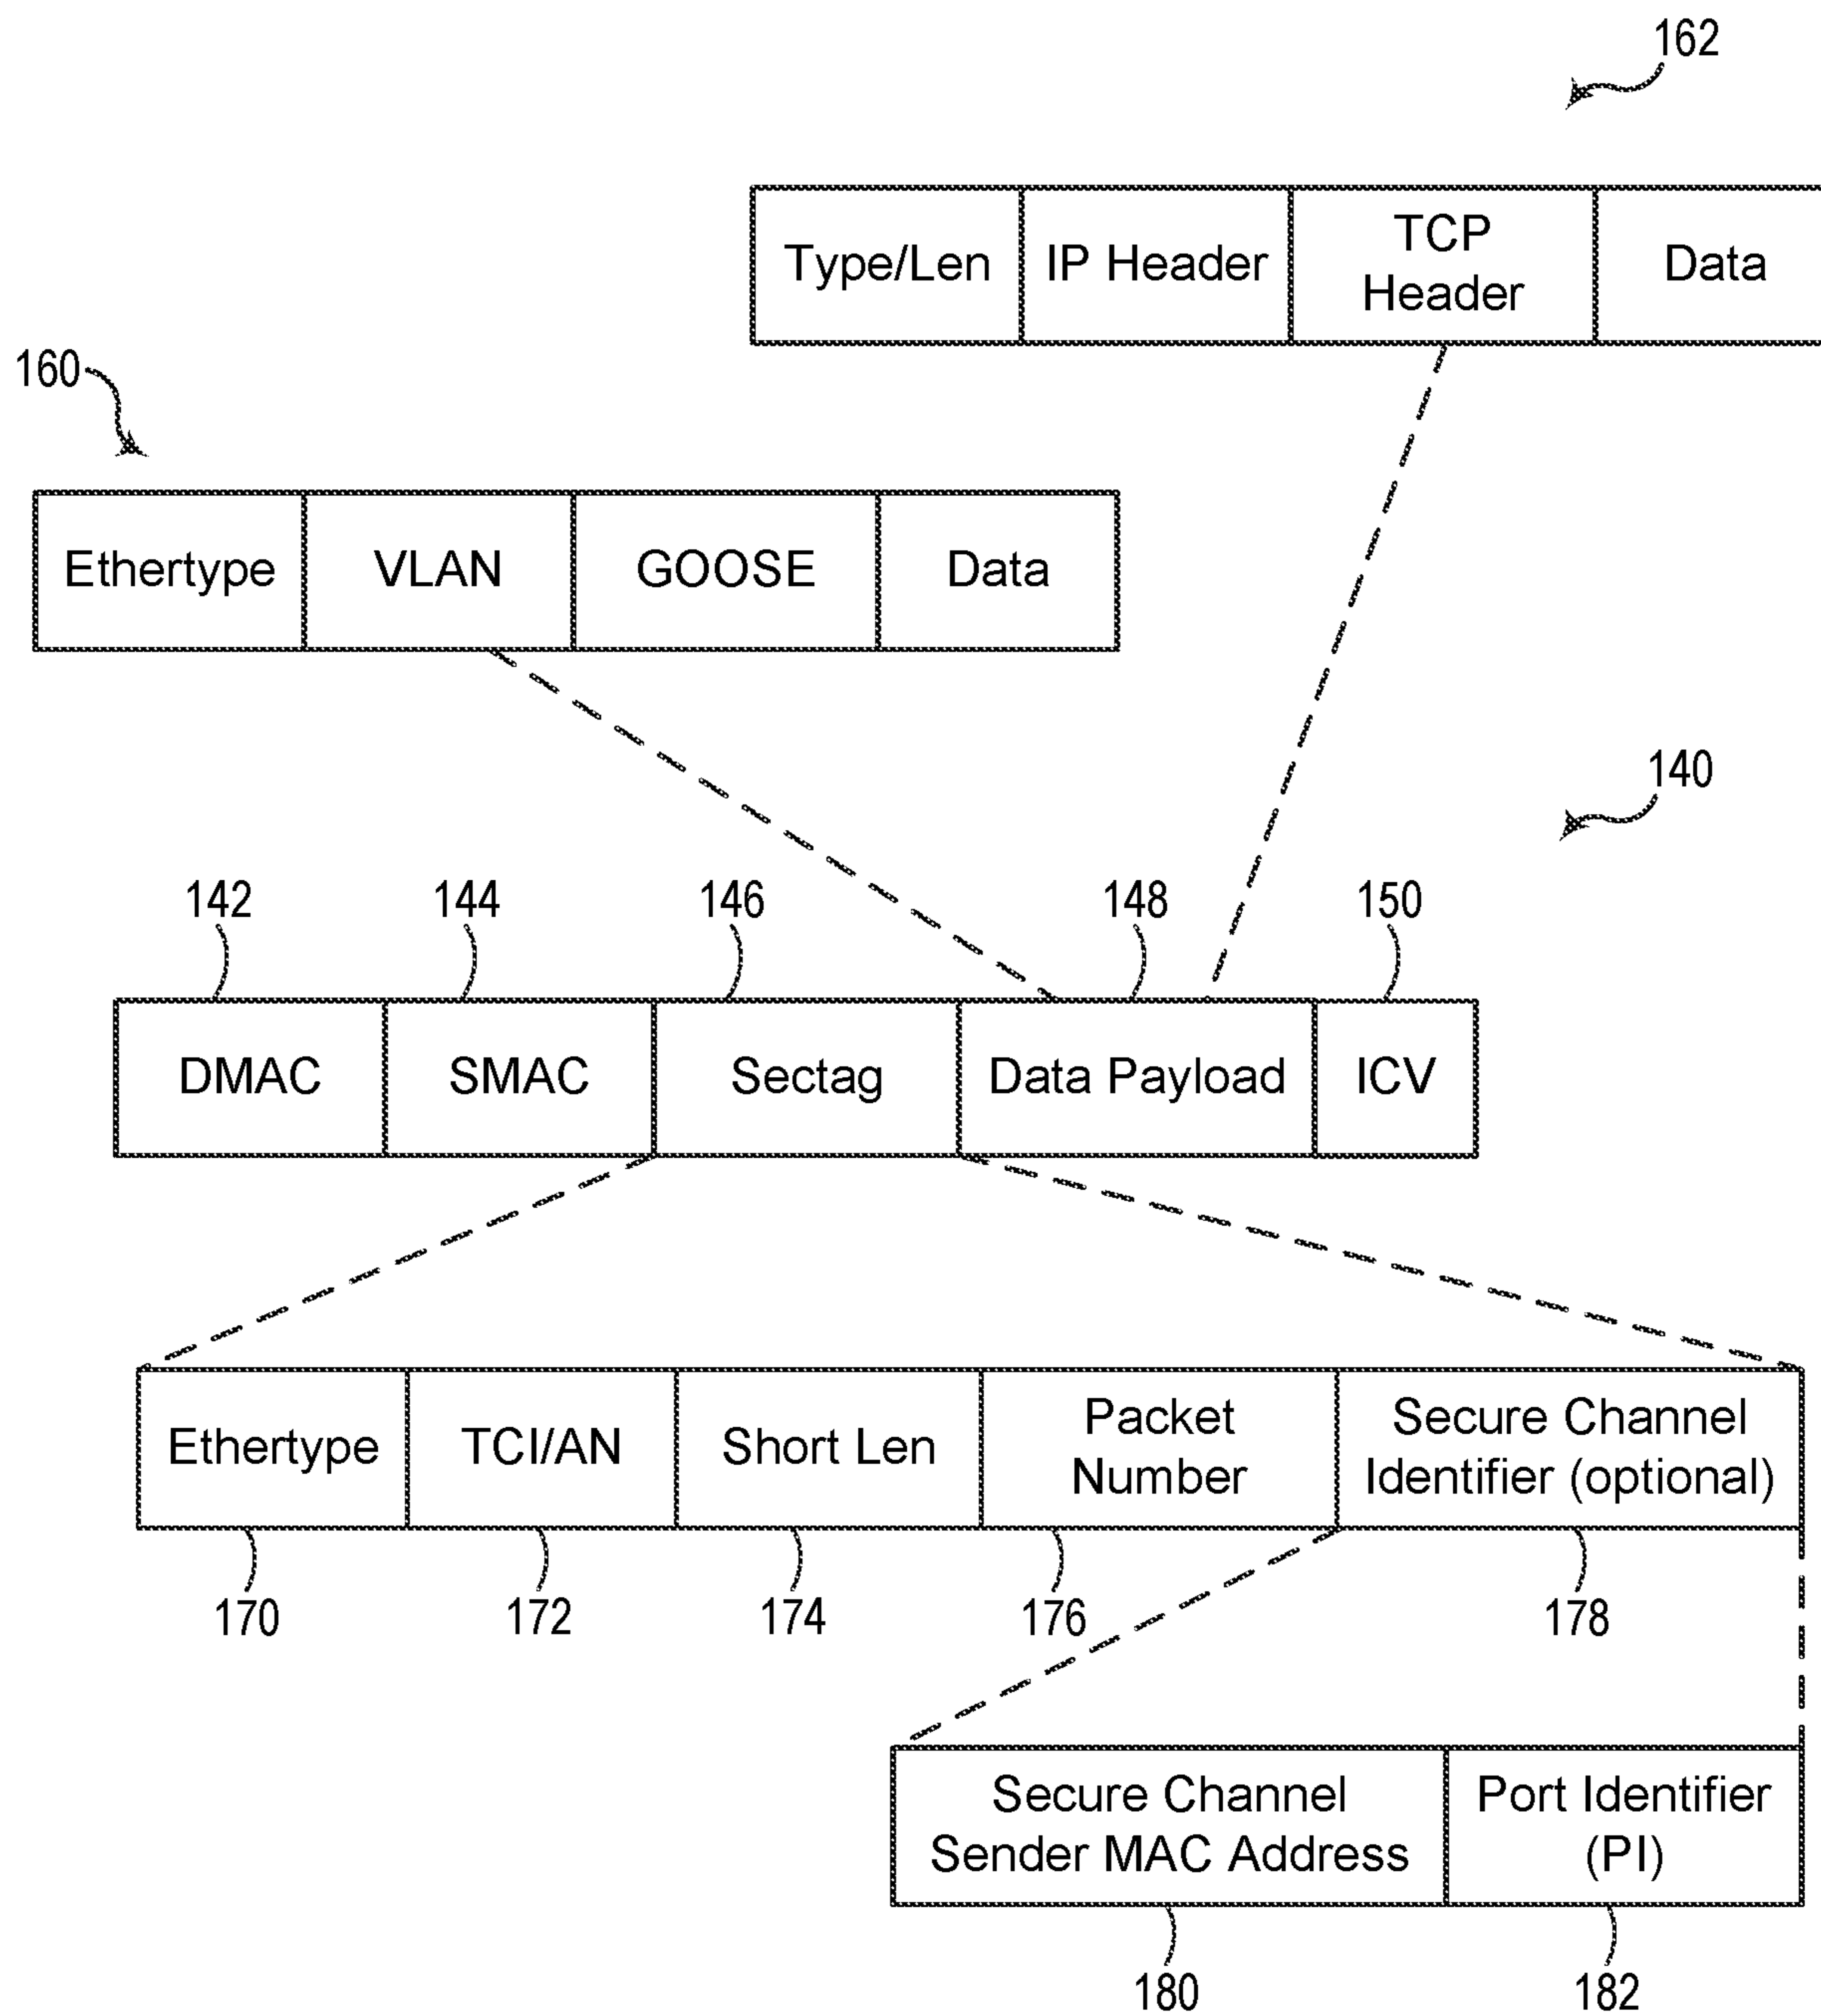 162
Type/Len IP Header TCP Header Data
160
Ethertype VLAN GOOSE Data
140
142 144 146 148 150
DMAC SMAC Sectag Data Payload ICV
Ethertype TCI/AN Short Len Packet Number Secure Channel Identifier (optional)
170 172 174 176 178
Secure Channel Sender MAC Address Port Identifier (PI)
180 182